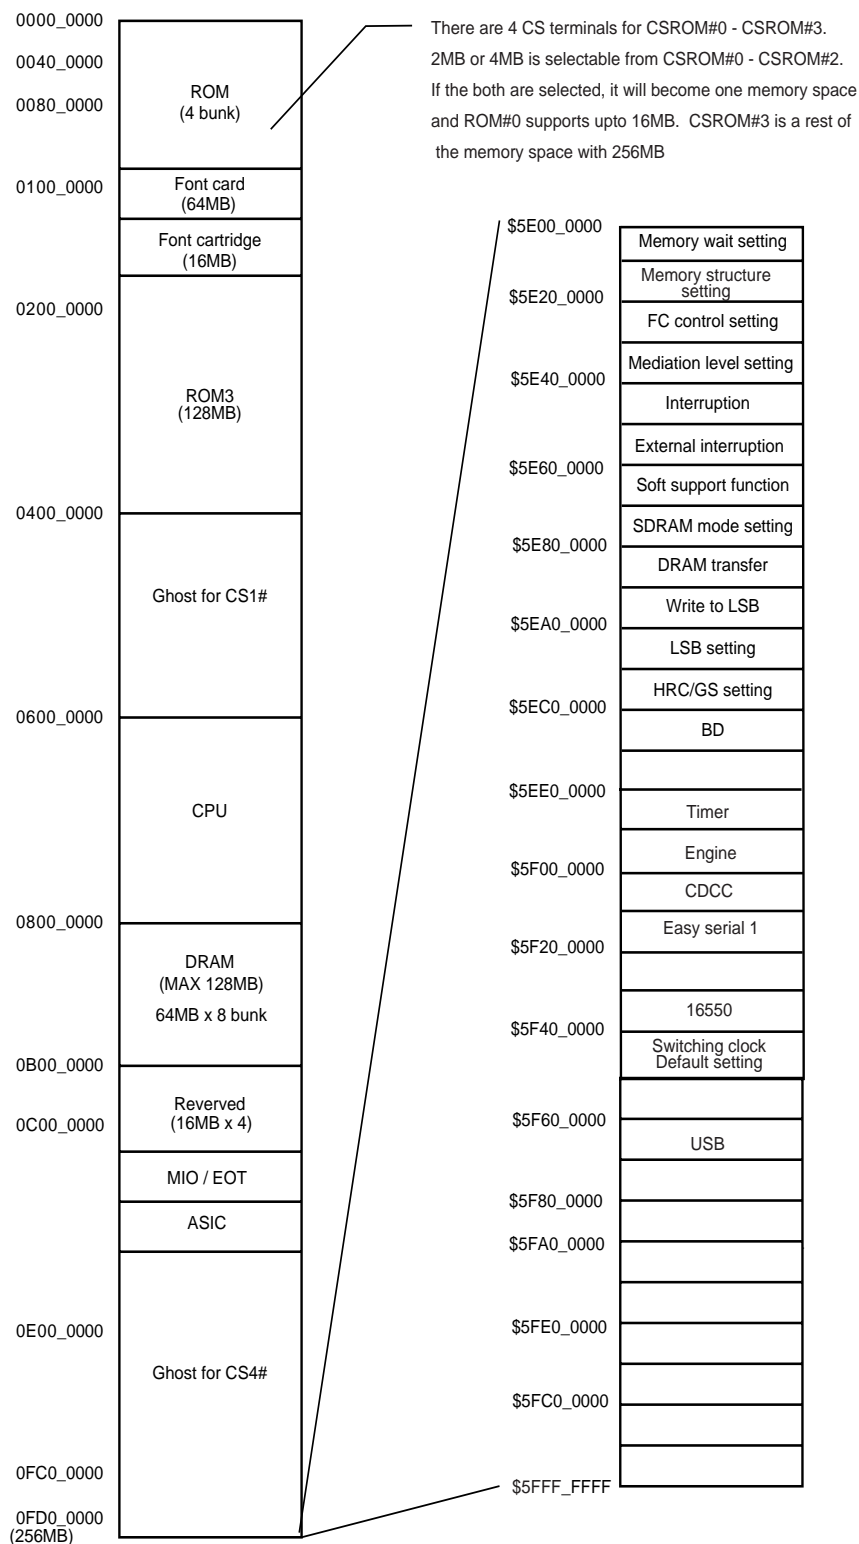 0000_0000
0040_0000
0080_0000
ROM
(4 bunk)
There are 4 CS terminals for CSROM#0 - CSROM#3.
2MB or 4MB is selectable from CSROM#0 - CSROM#2.
If the both are selected, it will become one memory space
and ROM#0 supports upto 16MB. CSROM#3 is a rest of
the memory space with 256MB
0100_0000
Font card
(64MB)
Font cartridge
(16MB)
0200_0000
ROM3
(128MB)
0400_0000
Ghost for CS1#
0600_0000
CPU
0800_0000
DRAM
(MAX 128MB)
64MB x 8 bunk
0B00_0000
Reverved
(16MB x 4)
0C00_0000
MIO / EOT
ASIC
0E00_0000
Ghost for CS4#
0FC0_0000
0FD0_0000
(256MB)
$5E00_0000
Memory wait setting
Memory structure
setting
$5E20_0000
FC control setting
Mediation level setting
$5E40_0000
Interruption
External interruption
$5E60_0000
Soft support function
SDRAM mode setting
$5E80_0000
DRAM transfer
Write to LSB
$5EA0_0000
LSB setting
HRC/GS setting
$5EC0_0000
BD
$5EE0_0000
Timer
Engine
$5F00_0000
CDCC
Easy serial 1
$5F20_0000
16550
$5F40_0000
Switching clock
Default setting
$5F60_0000
USB
$5F80_0000
$5FA0_0000
$5FE0_0000
$5FC0_0000
$5FFF_FFFF